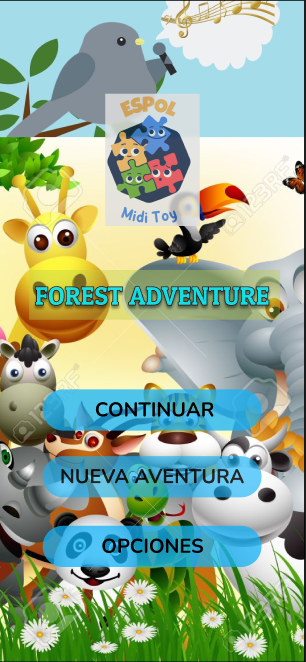 ESPOL
Midi Toy
FOREST ADVENTURE
CONTINUAR
NUEVA AVENTURA
OPCIONES